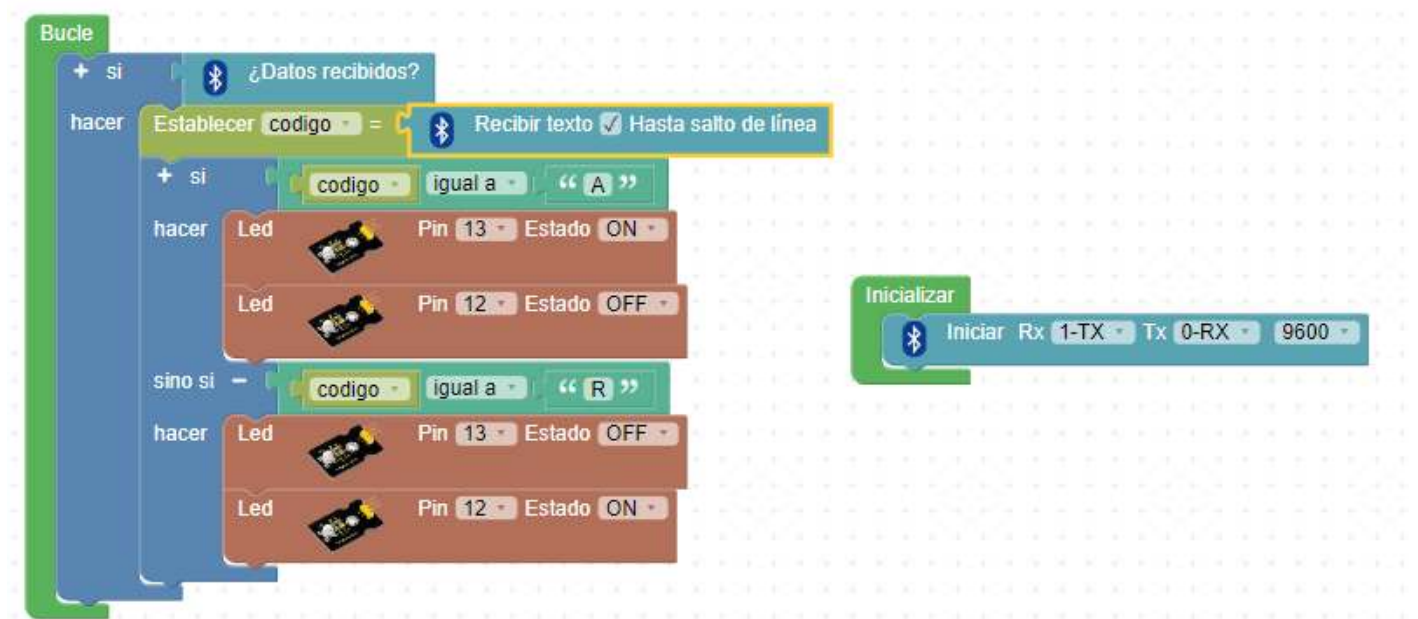 Bucle
+ si ¿Datos recibidos?
hacer Establecer codigo = Recibir texto ✓ Hasta salto de línea
+ si codigo igual a “ A ”
hacer Led Pin 13 Estado ON
Led Pin 12 Estado OFF
sino si – codigo igual a “ R ”
hacer Led Pin 13 Estado OFF
Led Pin 12 Estado ON
Inicializar
Iniciar Rx 1-TX Tx 0-RX 9600